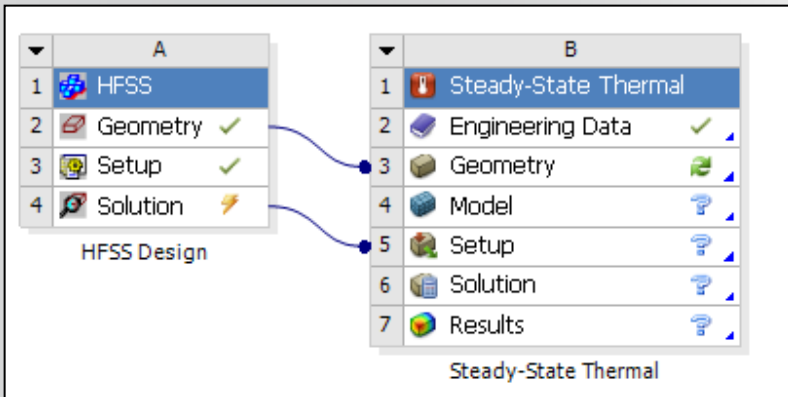 A
1 HFSS
2 Geometry
3 Setup
4 Solution
HFSS Design
B
1 Steady-State Thermal
2 Engineering Data
3 Geometry
4 Model
5 Setup
6 Solution
7 Results
Steady-State Thermal